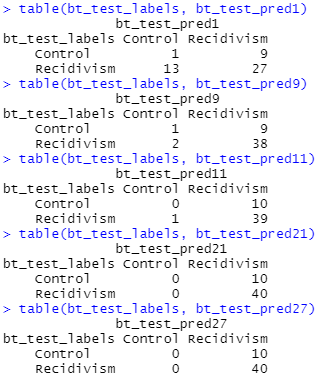 > table(bt_test_labels, bt_test_pred1)
bt_test_pred1
bt_test_labels Control Recidivism
Control 1 9
Recidivism 13 27
> table(bt_test_labels, bt_test_pred9)
bt_test_pred9
bt_test_labels Control Recidivism
Control 1 9
Recidivism 2 38
> table(bt_test_labels, bt_test_pred11)
bt_test_pred11
bt_test_labels Control Recidivism
Control 0 10
Recidivism 1 39
> table(bt_test_labels, bt_test_pred21)
bt_test_pred21
bt_test_labels Control Recidivism
Control 0 10
Recidivism 0 40
> table(bt_test_labels, bt_test_pred27)
bt_test_pred27
bt_test_labels Control Recidivism
Control 0 10
Recidivism 0 40